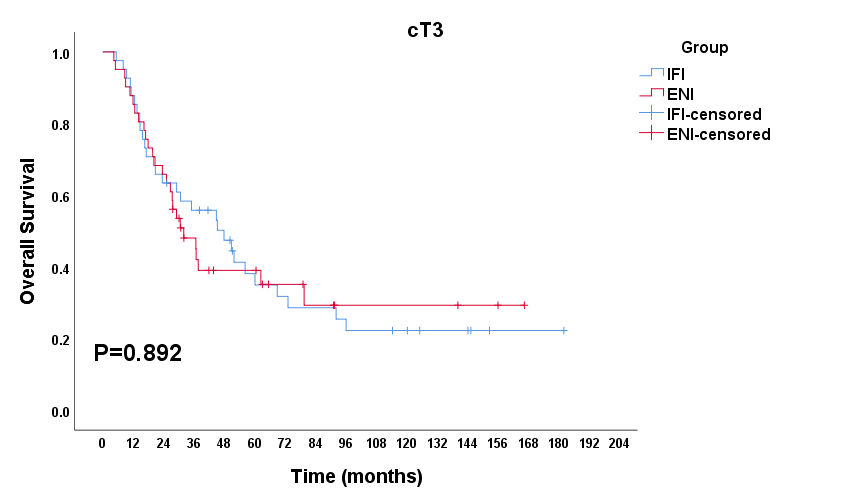 cT3
Group
IFI
ENI
IFI-censored
ENI-censored
Overall Survival
1.0
0.8
0.6
0.4
0.2
0.0
P=0.892
0 12 24 36 48 60 72 84 96 108 120 132 144 156 168 180 192 204
Time (months)